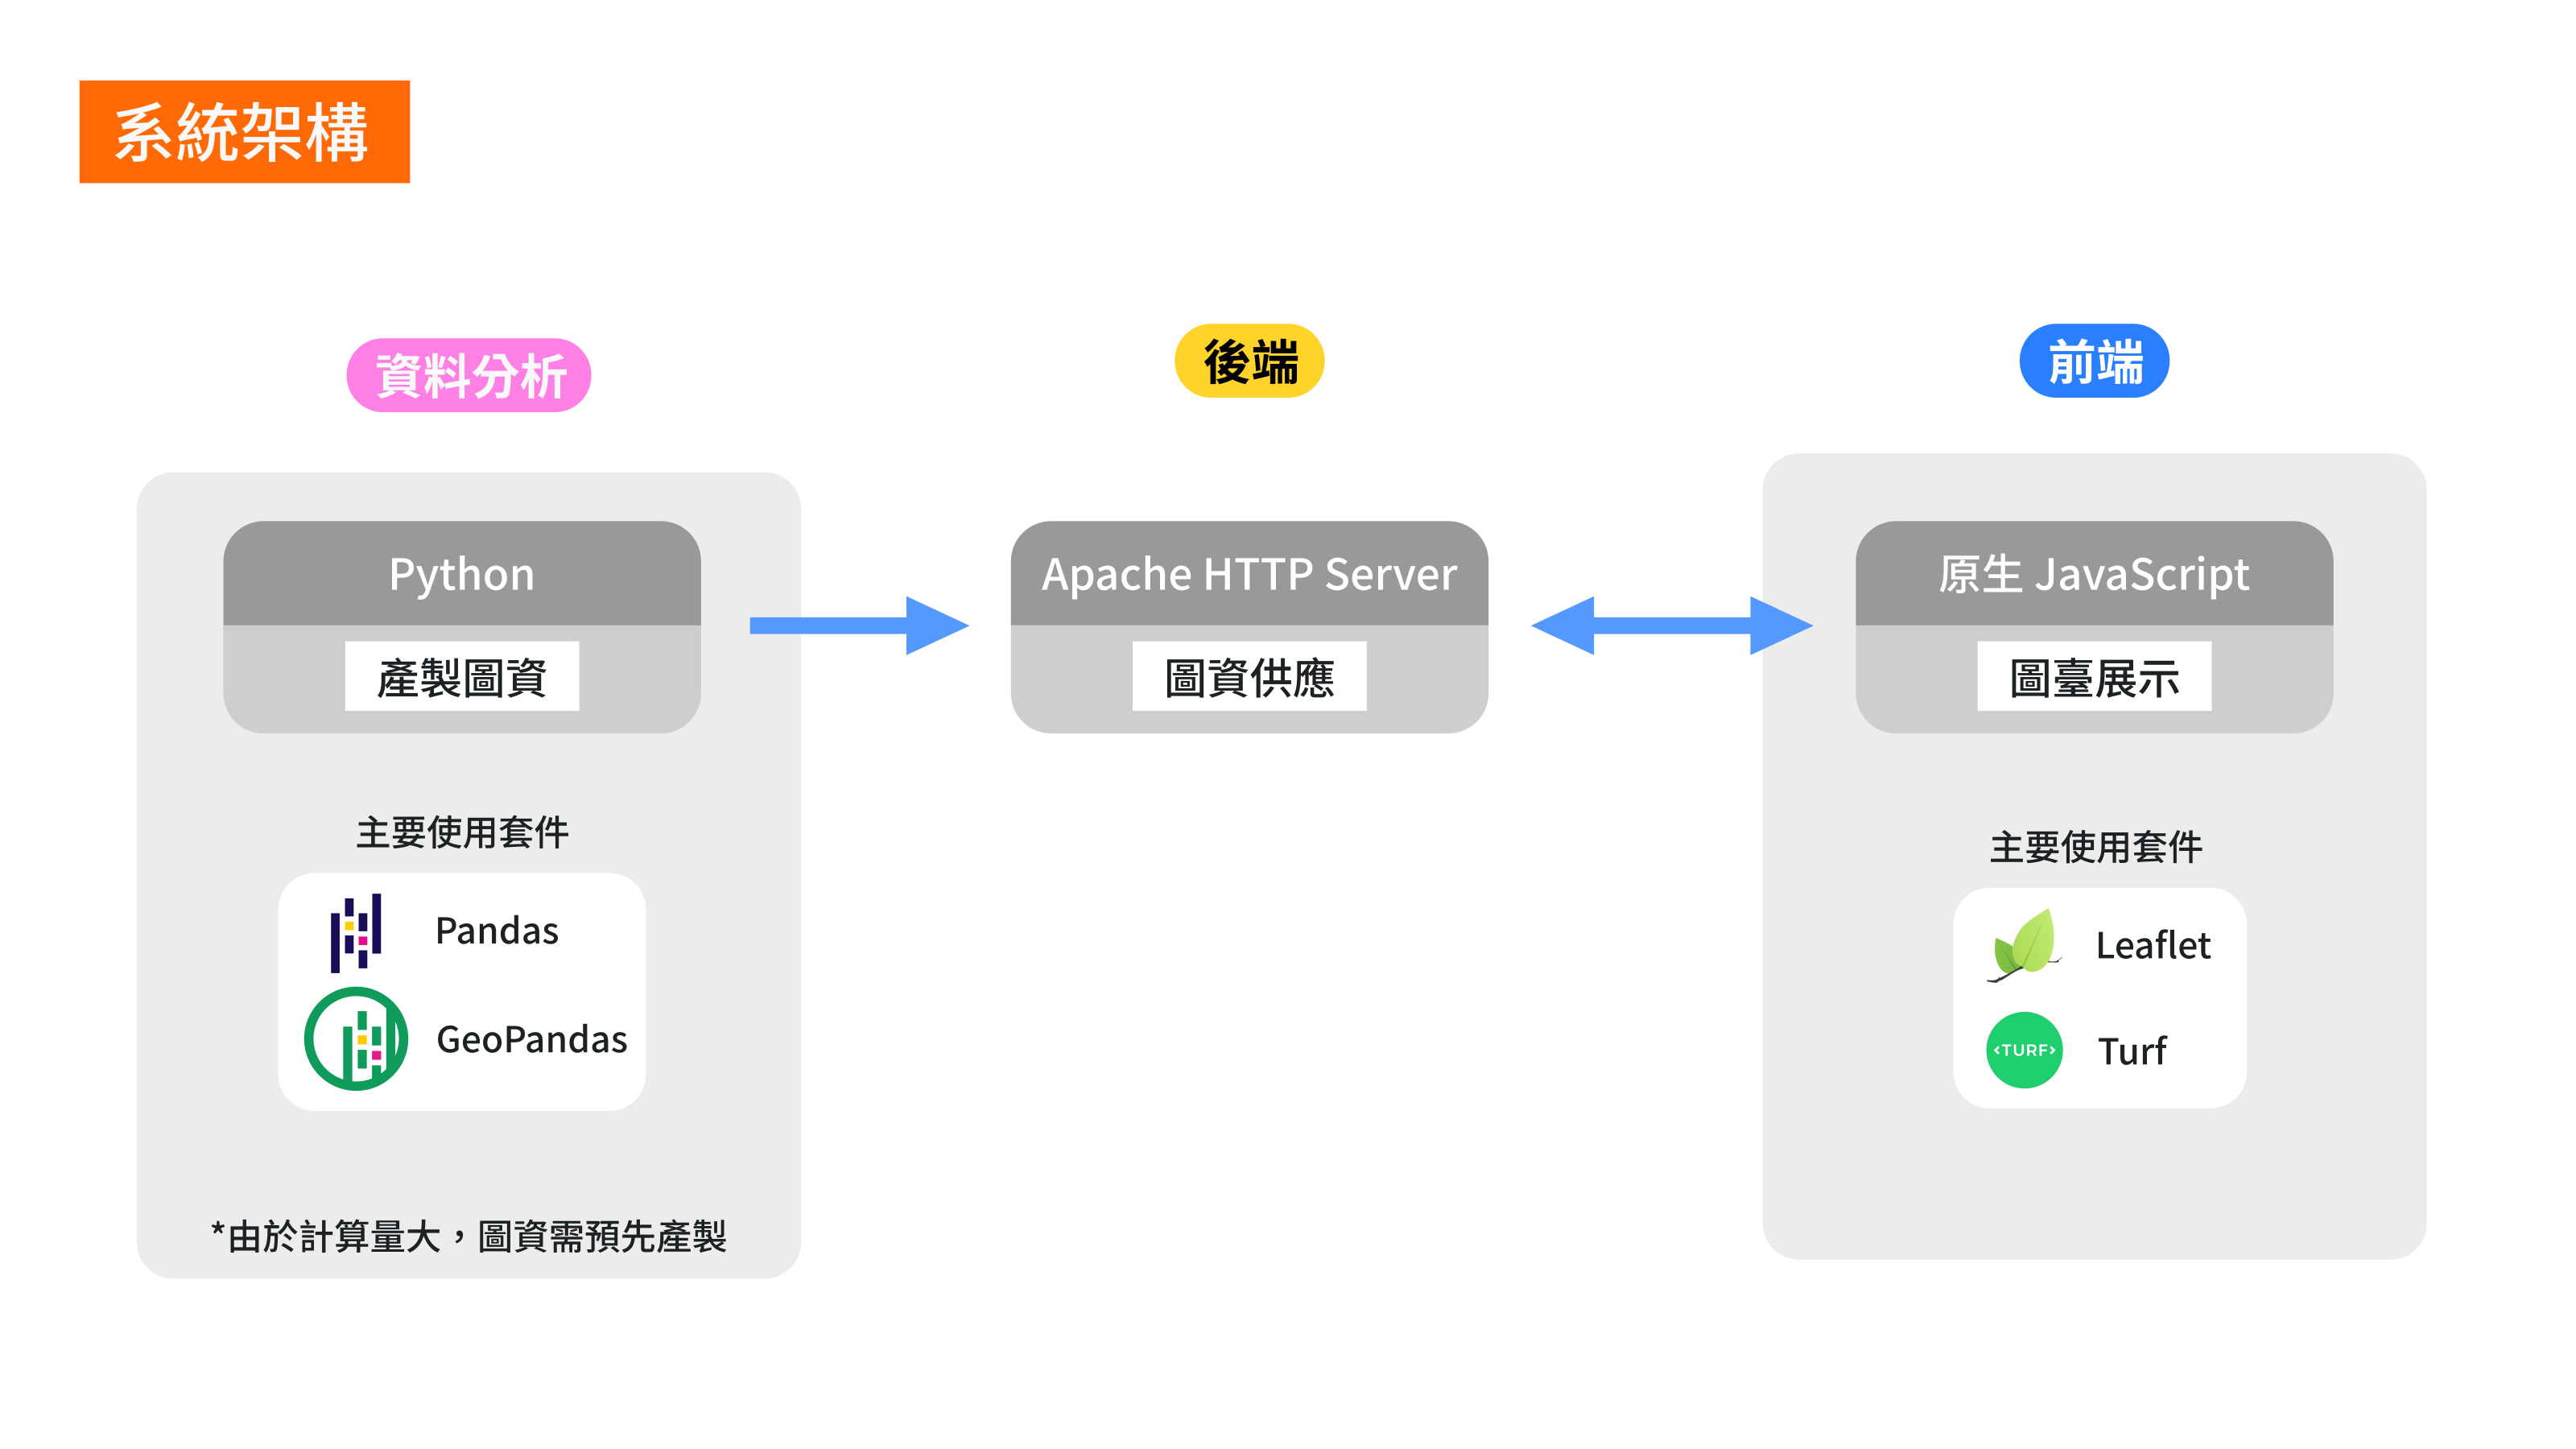 系統架構
資料分析
Python
產製圖資
主要使用套件
Pandas
GeoPandas
*由於計算量大，圖資需預先產製
後端
Apache HTTP Server
圖資供應
前端
原生 JavaScript
圖臺展示
主要使用套件
Leaflet
<TURF>
Turf